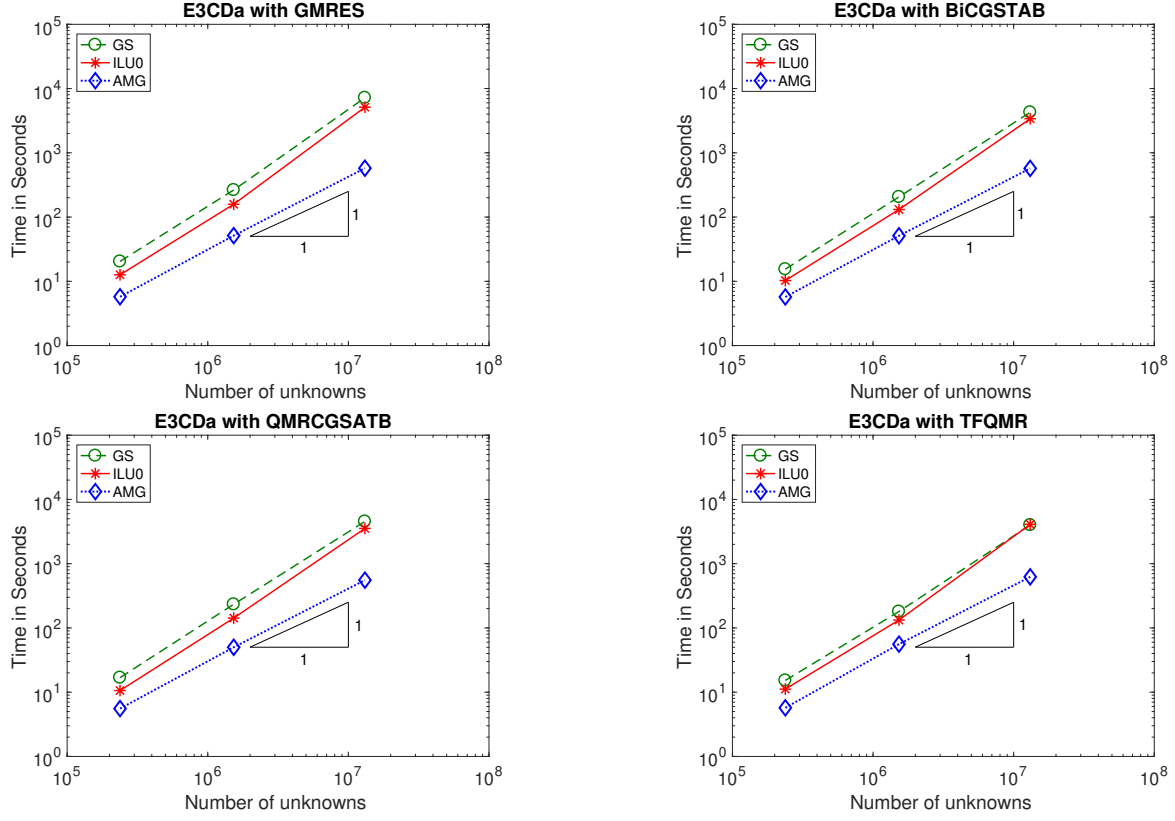 E3CDa with GMRES
10^5
10^4
10^3
10^2
10^1
10^0
Time in Seconds
GS
ILU0
AMG
1
1
10^5 10^6 10^7 10^8
Number of unknowns
E3CDa with BiCGSTAB
10^5
10^4
10^3
10^2
10^1
10^0
Time in Seconds
GS
ILU0
AMG
1
1
10^5 10^6 10^7 10^8
Number of unknowns
E3CDa with QMRCGSATB
10^5
10^4
10^3
10^2
10^1
10^0
Time in Seconds
GS
ILU0
AMG
1
1
10^5 10^6 10^7 10^8
Number of unknowns
E3CDa with TFQMR
10^5
10^4
10^3
10^2
10^1
10^0
Time in Seconds
GS
ILU0
AMG
1
1
10^5 10^6 10^7 10^8
Number of unknowns